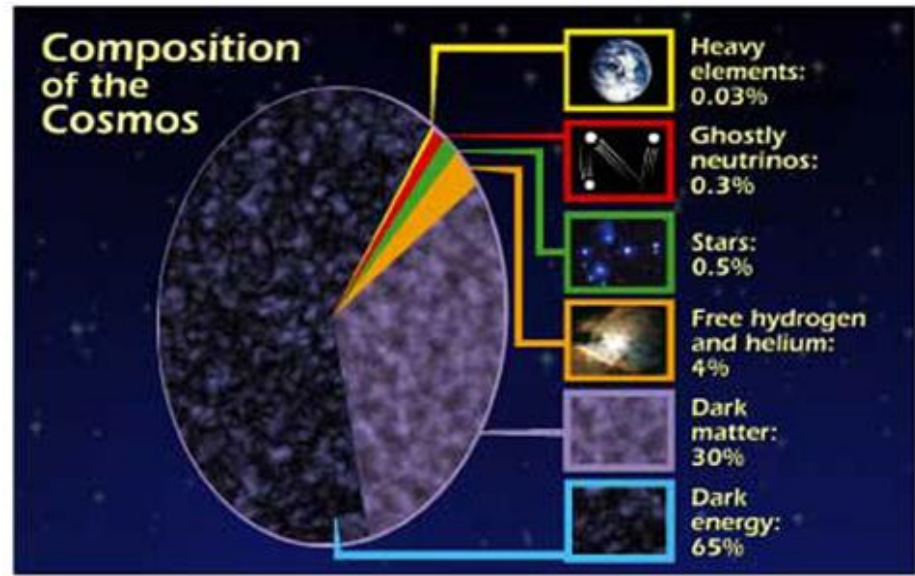 Composition
of the
Cosmos
Heavy
elements:
0.03%
Ghostly
neutrinos:
0.3%
Stars:
0.5%
Free hydrogen
and helium:
4%
Dark
matter:
30%
Dark
energy:
65%